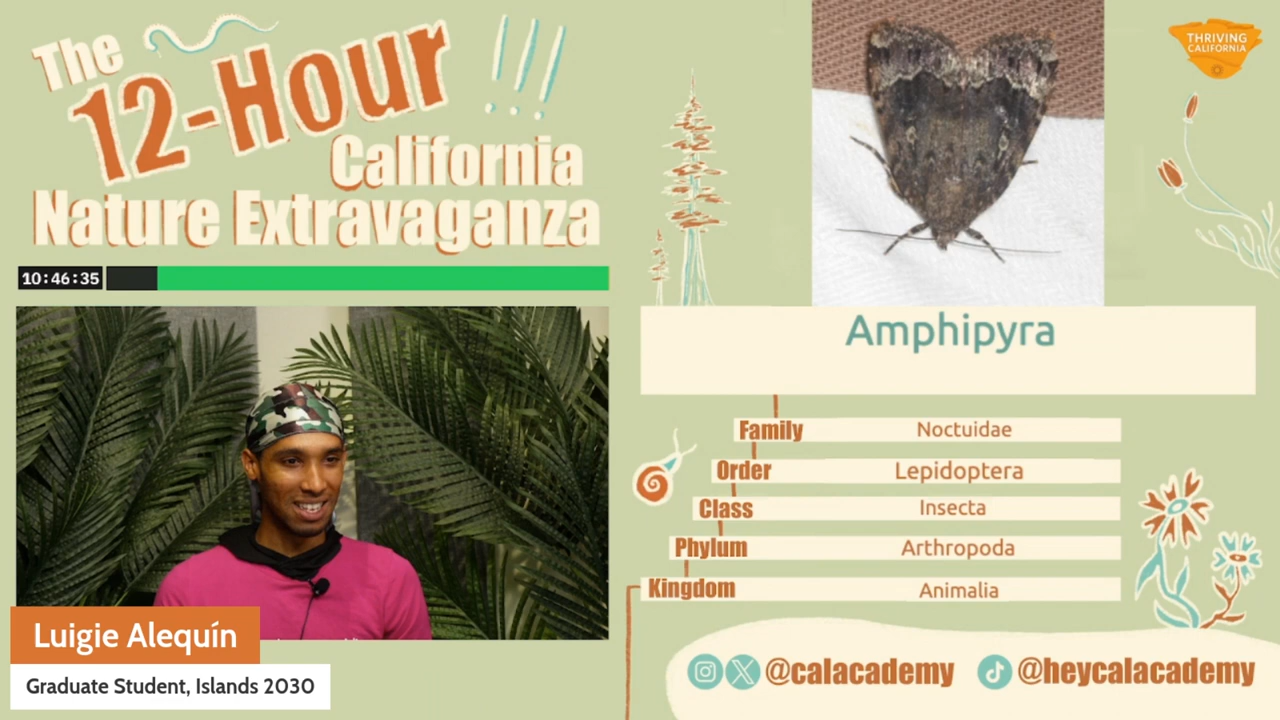 The
12-Hour !!!
California
Nature Extravaganza
10:46:35
Luigie Alequín
Graduate Student, Islands 2030
THRIVING
CALIFORNIA
Amphipyra
Family Noctuidae
Order Lepidoptera
Class Insecta
Phylum Arthropoda
Kingdom Animalia
@calacademy @heycalacademy